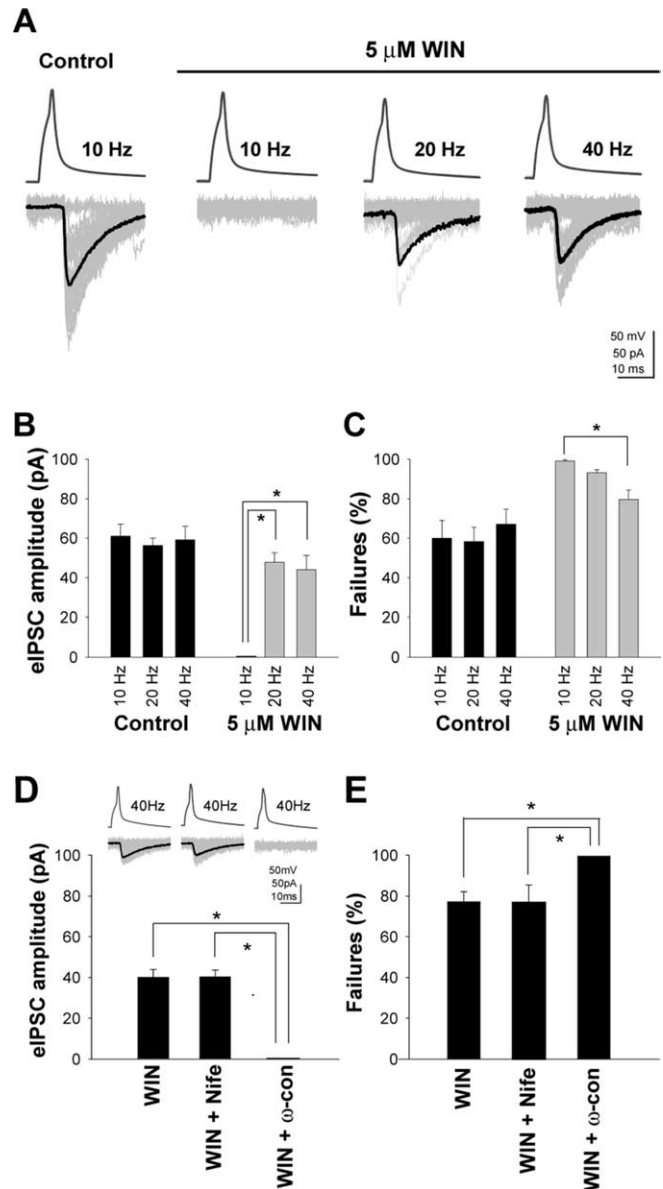 A
Control
5 μM WIN
10 Hz
10 Hz
20 Hz
40 Hz
50 mV
50 pA
10 ms
B
eIPSC amplitude (pA)
100
80
60
40
20
0
*
*
10 Hz
20 Hz
40 Hz
10 Hz
20 Hz
40 Hz
Control
5 μM WIN
C
Failures (%)
100
80
60
40
20
0
*
10 Hz
20 Hz
40 Hz
10 Hz
20 Hz
40 Hz
Control
5 μM WIN
D
40Hz
40Hz
40Hz
50mV
50pA
10ms
eIPSC amplitude (pA)
100
80
60
40
20
0
*
*
WIN
WIN + Nife
WIN + ω-con
E
Failures (%)
100
80
60
40
20
0
*
*
WIN
WIN + Nife
WIN + ω-con